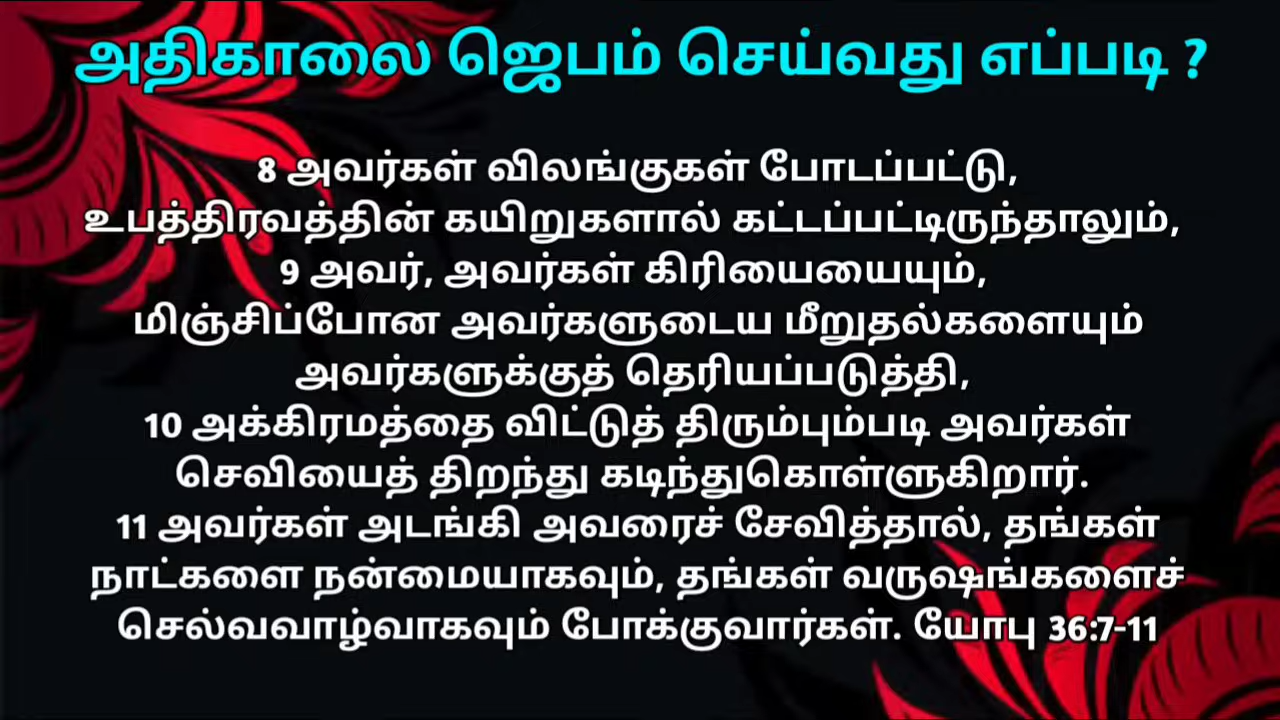 அதிகாலை ஜெபம் செய்வது எப்படி ?
8 அவர்கள் விலங்குகள் போடப்பட்டு,
உபத்திரவத்தின் கயிறுகளால் கட்டப்பட்டிருந்தாலும்,
9 அவர், அவர்கள் கிரியையையும்,
மிஞ்சிப்போன அவர்களுடைய மீறுதல்களையும்
அவர்களுக்குத் தெரியப்படுத்தி,
10 அக்கிரமத்தை விட்டுத் திரும்பும்படி அவர்கள்
செவியைத் திறந்து கடிந்துகொள்ளுகிறார்.
11 அவர்கள் அடங்கி அவரைச் சேவித்தால், தங்கள்
நாட்களை நன்மையாகவும், தங்கள் வருஷங்களைச்
செல்வவாழ்வாகவும் போக்குவார்கள். யோபு 36:7-11